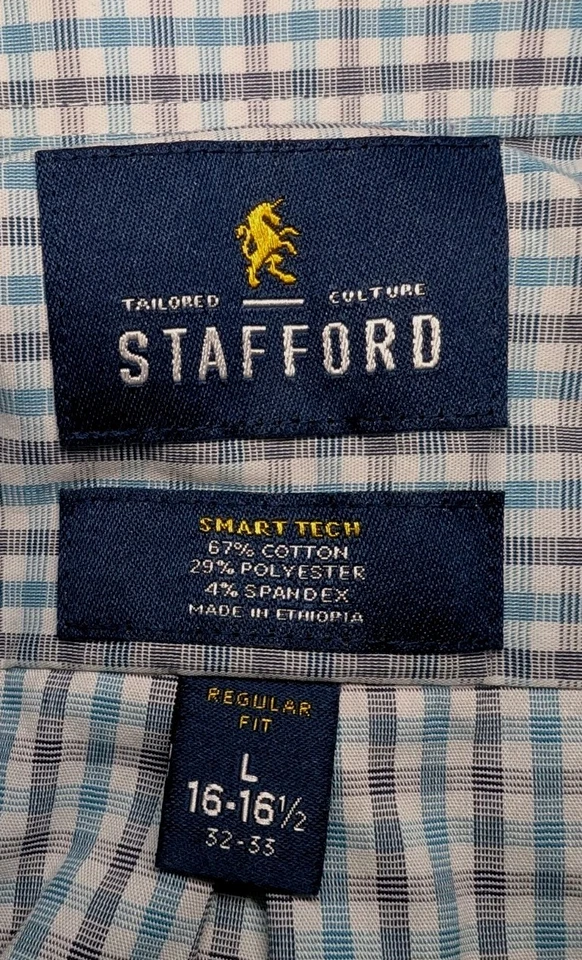 TAILORED CULTURE
STAFFORD
SMART TECH
67% COTTON
29% POLYESTER
4% SPANDEX
MADE IN ETHIOPIA
REGULAR
FIT
L
16-16½
32-33